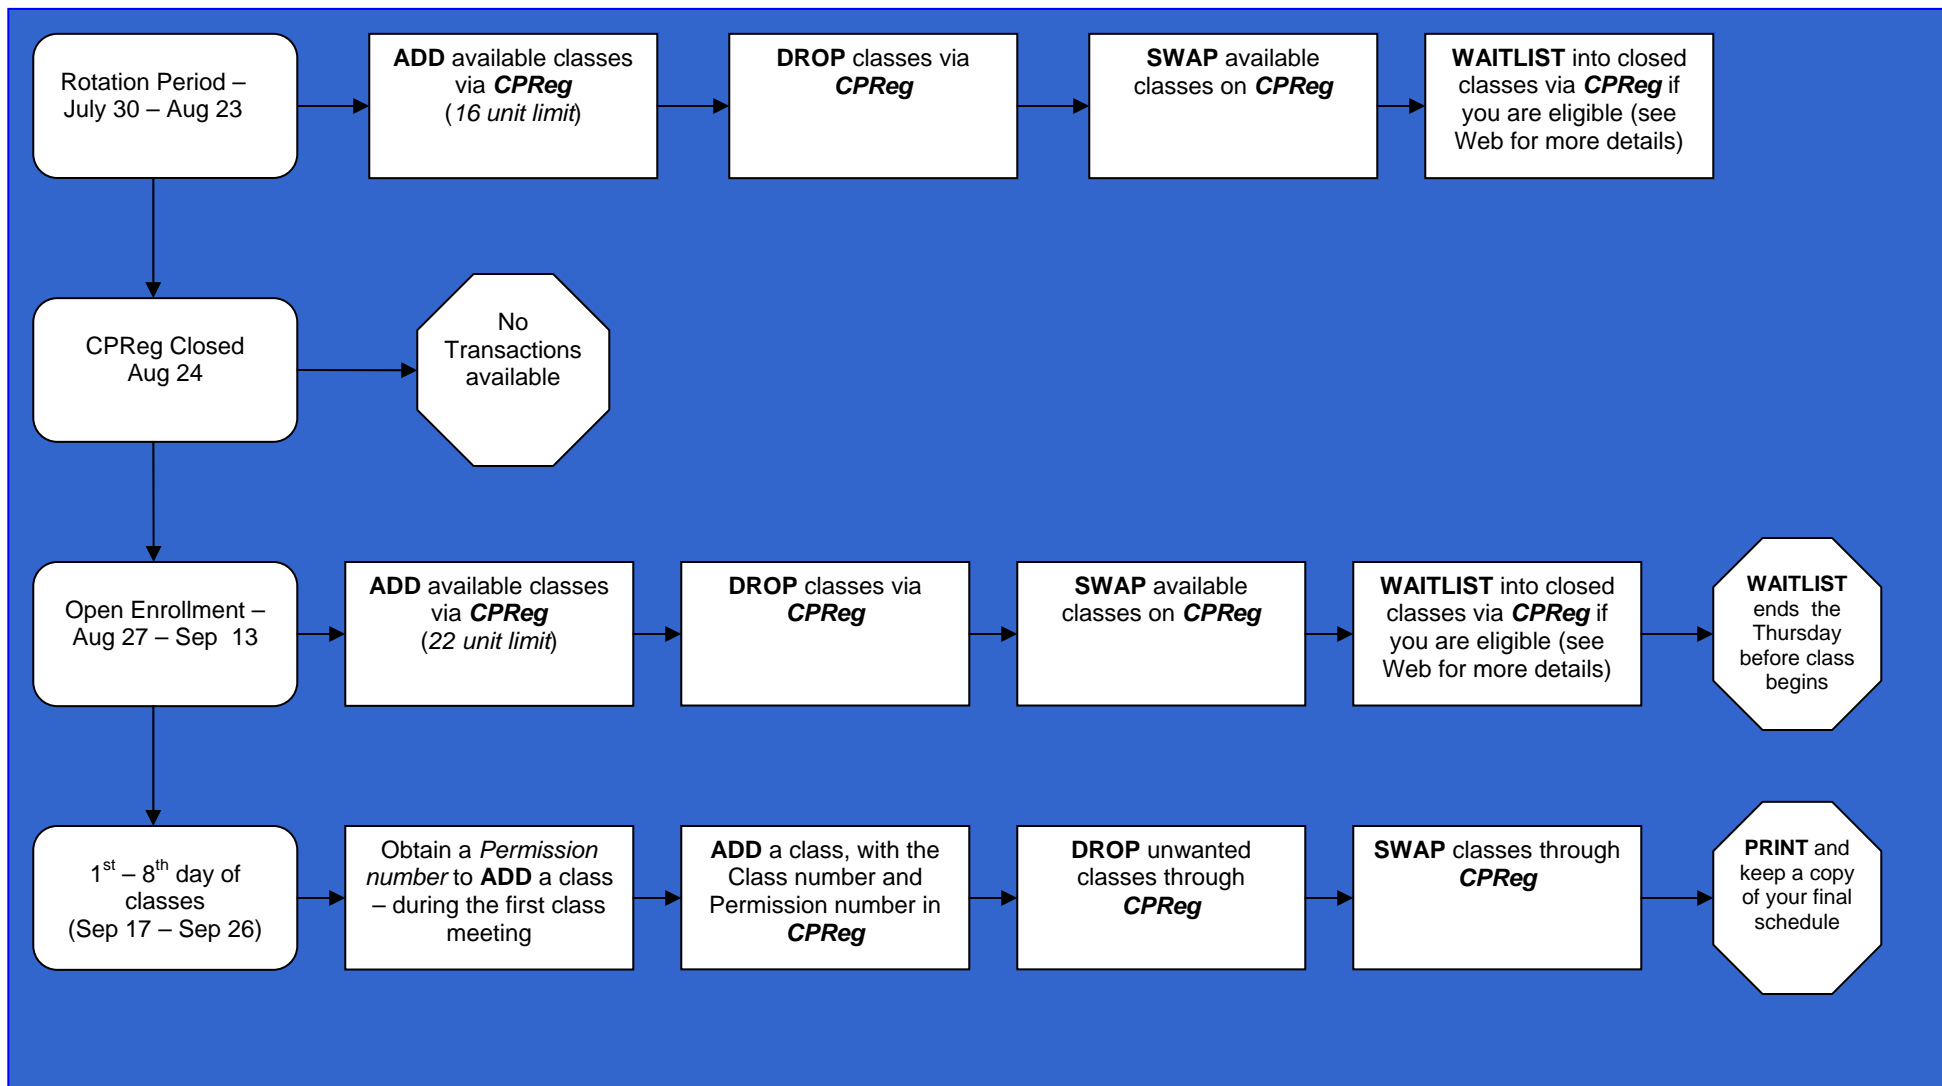 Rotation Period –
July 30 – Aug 23
ADD available classes
via CPReg
(16 unit limit)
DROP classes via
CPReg
SWAP available
classes on CPReg
WAITLIST into closed
classes via CPReg if
you are eligible (see
Web for more details)
CPReg Closed
Aug 24
No
Transactions
available
Open Enrollment –
Aug 27 – Sep  13
ADD available classes
via CPReg
(22 unit limit)
DROP classes via
CPReg
SWAP available
classes on CPReg
WAITLIST into closed
classes via CPReg if
you are eligible (see
Web for more details)
WAITLIST
ends  the
Thursday
before class
begins
1st – 8th day of
classes
(Sep 17 – Sep 26)
Obtain a Permission
number to ADD a class
– during the first class
meeting
ADD a class, with the
Class number and
Permission number in
CPReg
DROP unwanted
classes through
CPReg
SWAP classes through
CPReg
PRINT and
keep a copy
of your final
schedule